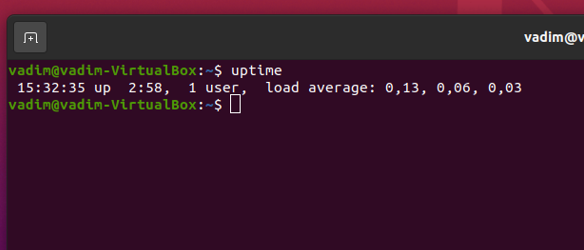 vadim@v
vadim@vadim-VirtualBox:~$ uptime
 15:32:35 up  2:58,  1 user,  load average: 0,13, 0,06, 0,03
vadim@vadim-VirtualBox:~$